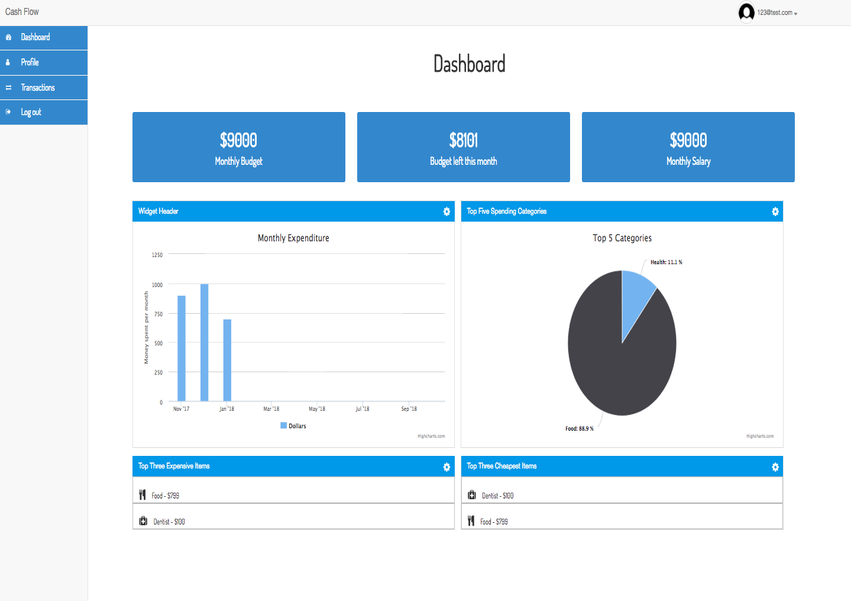 Cash Flow
123@test.com
Dashboard
Profile
Transactions
Log out
Dashboard
$9000
Monthly Budget
$8101
Budget left this month
$9000
Monthly Salary
Widget Header
Monthly Expenditure
Money spent per month
1250
1000
750
500
250
0
Nov '17
Jan '18
Mar '18
May '18
Jul '18
Sep '18
Dollars
Highcharts.com
Top Five Spending Categories
Top 5 Categories
Health: 11.1 %
Food: 88.9 %
Highcharts.com
Top Three Expensive Items
Food - $799
Dentist - $100
Top Three Cheapest Items
Dentist - $100
Food - $799